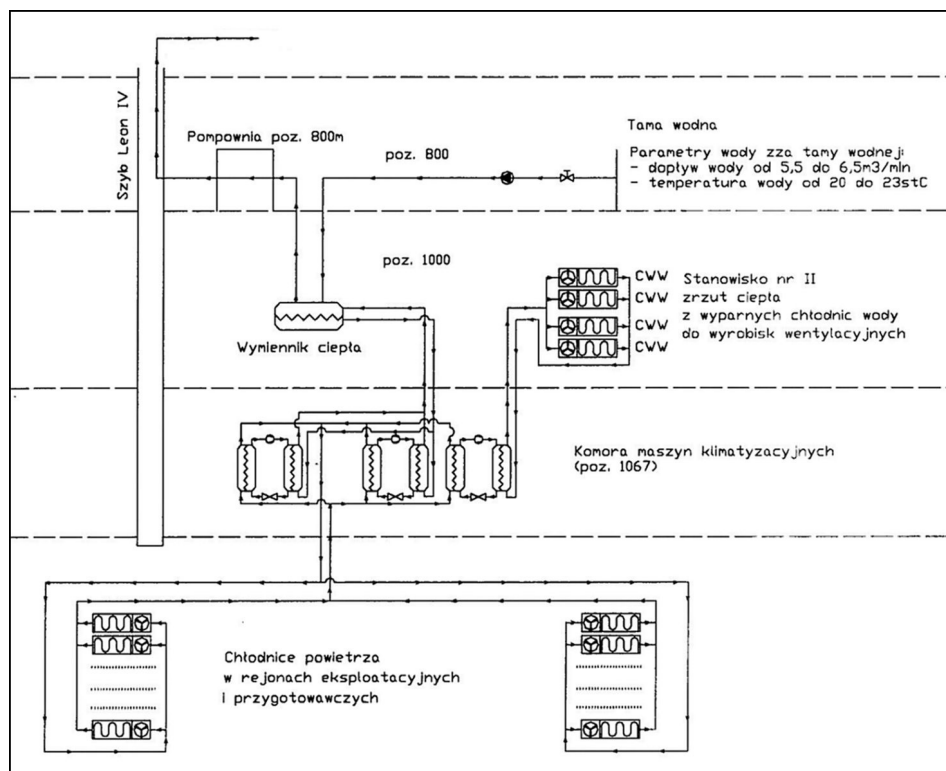 Szyb Leon IV
Pompownia poz. 800m
poz. 800
Tama wodna
Parametry wody zza tamy wodnej:
- dopływ wody od 5,5 do 6,5m3/min
- temperatura wody od 20 do 23stC
poz. 1000
Wymiennik ciepła
CWW
CWW
CWW
CWW
Stanowisko nr II
zrzut ciepła
z wyparnych chłodnic wody
do wyrobisk wentylacyjnych
Komora maszyn klimatyzacyjnych
(poz. 1067)
Chłodnice powietrza
w rejonach eksploatacyjnych
i przygotowawczych